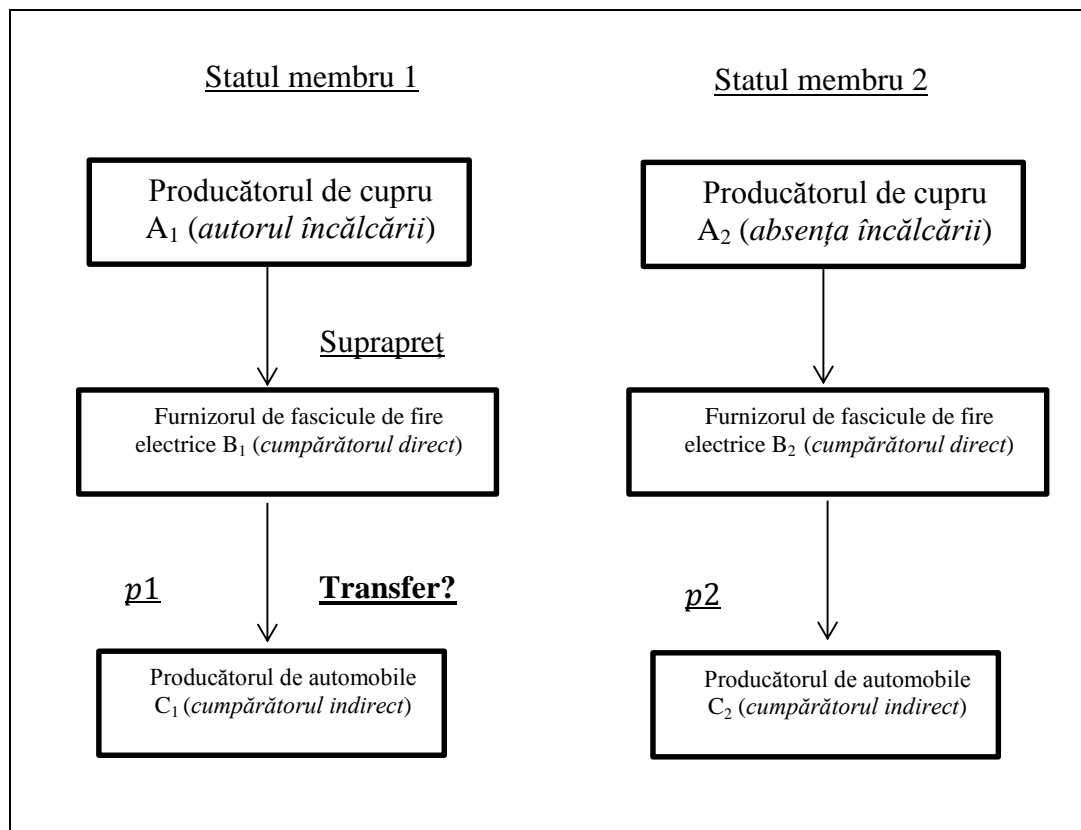 Statul membru 1
Producătorul de cupru
A₁ (autorul încălcării)
Suprapreț
Furnizorul de fascicule de fire
electrice B₁ (cumpărătorul direct)
p1
Transfer?
Producătorul de automobile
C₁ (cumpărătorul indirect)
Statul membru 2
Producătorul de cupru
A₂ (absența încălcării)
Furnizorul de fascicule de fire
electrice B₂ (cumpărătorul direct)
p2
Producătorul de automobile
C₂ (cumpărătorul indirect)